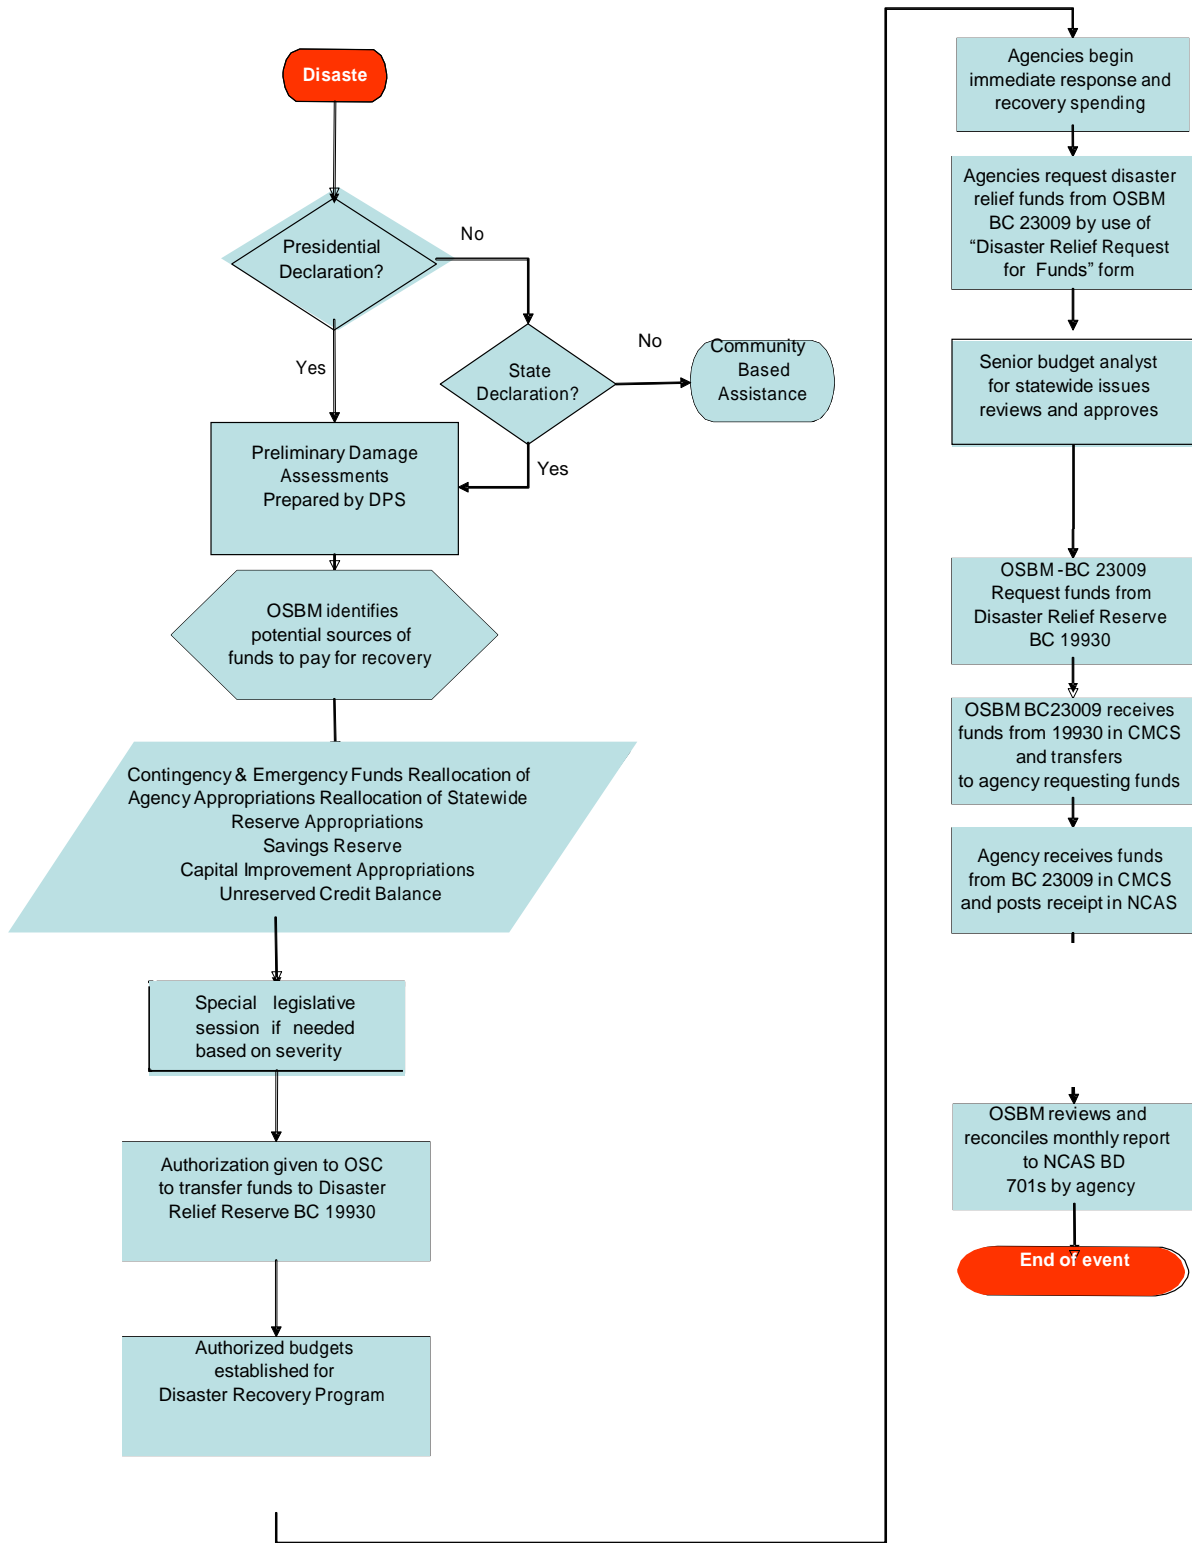 Disaste
Presidential
Declaration?
No
Yes
State
Declaration?
No
Community
Based
Assistance
Yes
Preliminary Damage
Assessments
Prepared by DPS
OSBM identifies
potential sources of
funds to pay for recovery
Contingency & Emergency Funds Reallocation of
Agency Appropriations Reallocation of Statewide
Reserve Appropriations
Savings Reserve
Capital Improvement Appropriations
Unreserved Credit Balance
Special legislative
session if needed
based on severity
Authorization given to OSC
to transfer funds to Disaster
Relief Reserve BC 19930
Authorized budgets
established for
Disaster Recovery Program
Agencies begin
immediate response and
recovery spending
Agencies request disaster
relief funds from OSBM
BC 23009 by use of
“Disaster Relief Request
for Funds” form
Senior budget analyst
for statewide issues
reviews and approves
OSBM -BC 23009
Request funds from
Disaster Relief Reserve
BC 19930
OSBM BC23009 receives
funds from 19930 in CMCS
and transfers
to agency requesting funds
Agency receives funds
from BC 23009 in CMCS
and posts receipt in NCAS
OSBM reviews and
reconciles monthly report
to NCAS BD
701s by agency
End of event